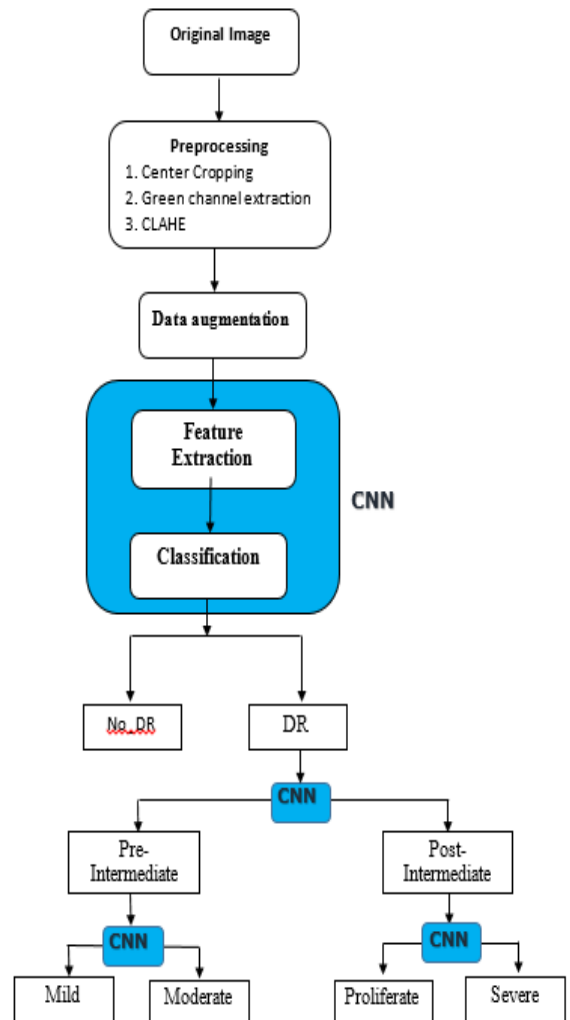 Original Image
Preprocessing
1. Center Cropping
2. Green channel extraction
3. CLAHE
Data augmentation
Feature
Extraction
CNN
Classification
No_DR
DR
CNN
Pre-
Intermediate
Post-
Intermediate
CNN
CNN
Mild
Moderate
Proliferate
Severe